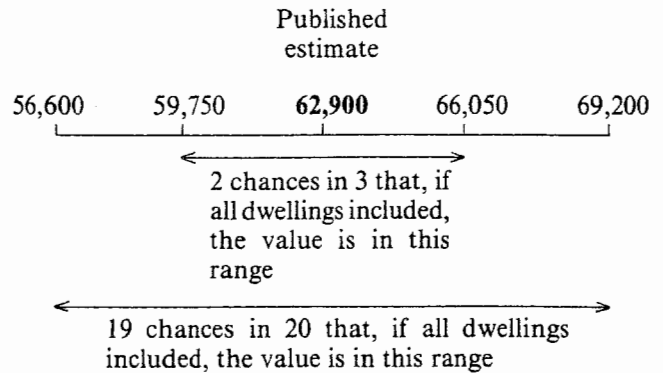 Published
estimate
56,600 59,750 62,900 66,050 69,200
2 chances in 3 that, if
all dwellings included,
the value is in this
range
19 chances in 20 that, if all dwellings
included, the value is in this range